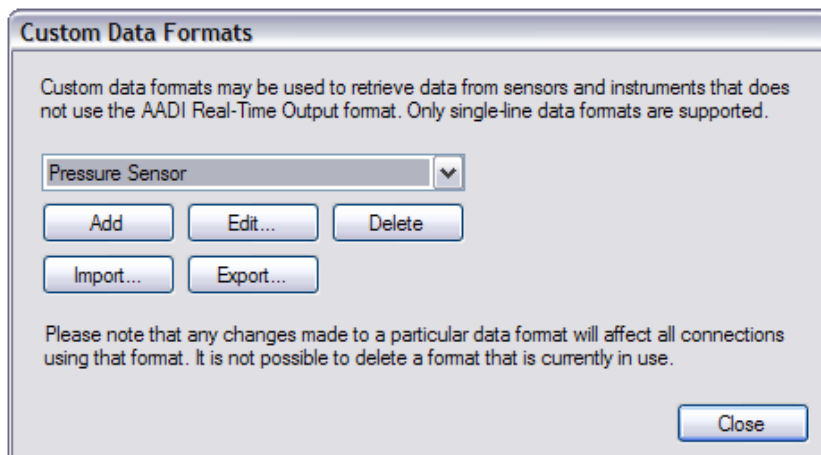 Custom Data Formats
Custom data formats may be used to retrieve data from sensors and instruments that does
not use the AADI Real-Time Output format. Only single-line data formats are supported.
Pressure Sensor
Add Edit... Delete
Import... Export...
Please note that any changes made to a particular data format will affect all connections
using that format. It is not possible to delete a format that is currently in use.
Close